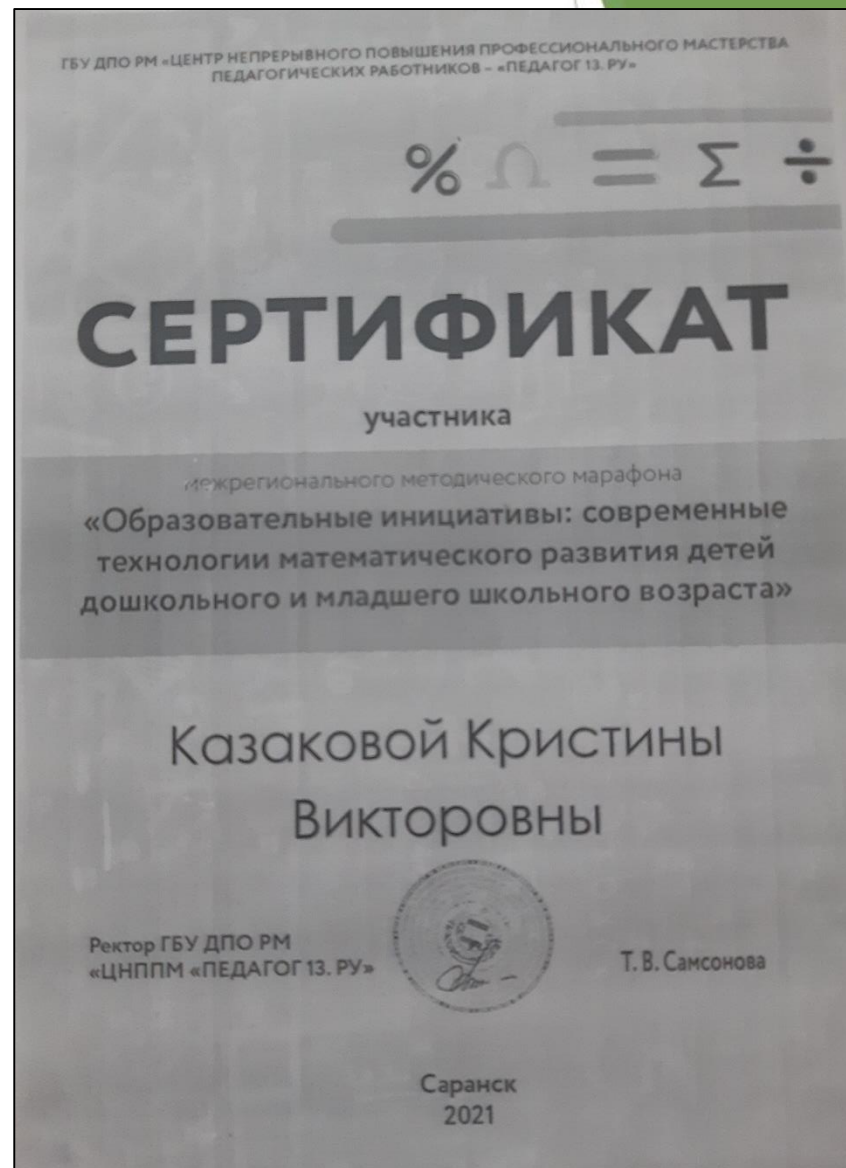 ГБУ ДПО РМ «ЦЕНТР НЕПРЕРЫВНОГО ПОВЫШЕНИЯ ПРОФЕССИОНАЛЬНОГО МАСТЕРСТВА
ПЕДАГОГИЧЕСКИХ РАБОТНИКОВ – «ПЕДАГОГ 13. РУ»
% Ω = Σ ÷
СЕРТИФИКАТ
участника
межрегионального методического марафона
«Образовательные инициативы: современные
технологии математического развития детей
дошкольного и младшего школьного возраста»
Казаковой Кристины
Викторовны
Ректор ГБУ ДПО РМ
«ЦНППМ «ПЕДАГОГ 13. РУ»
Т. В. Самсонова
Саранск
2021